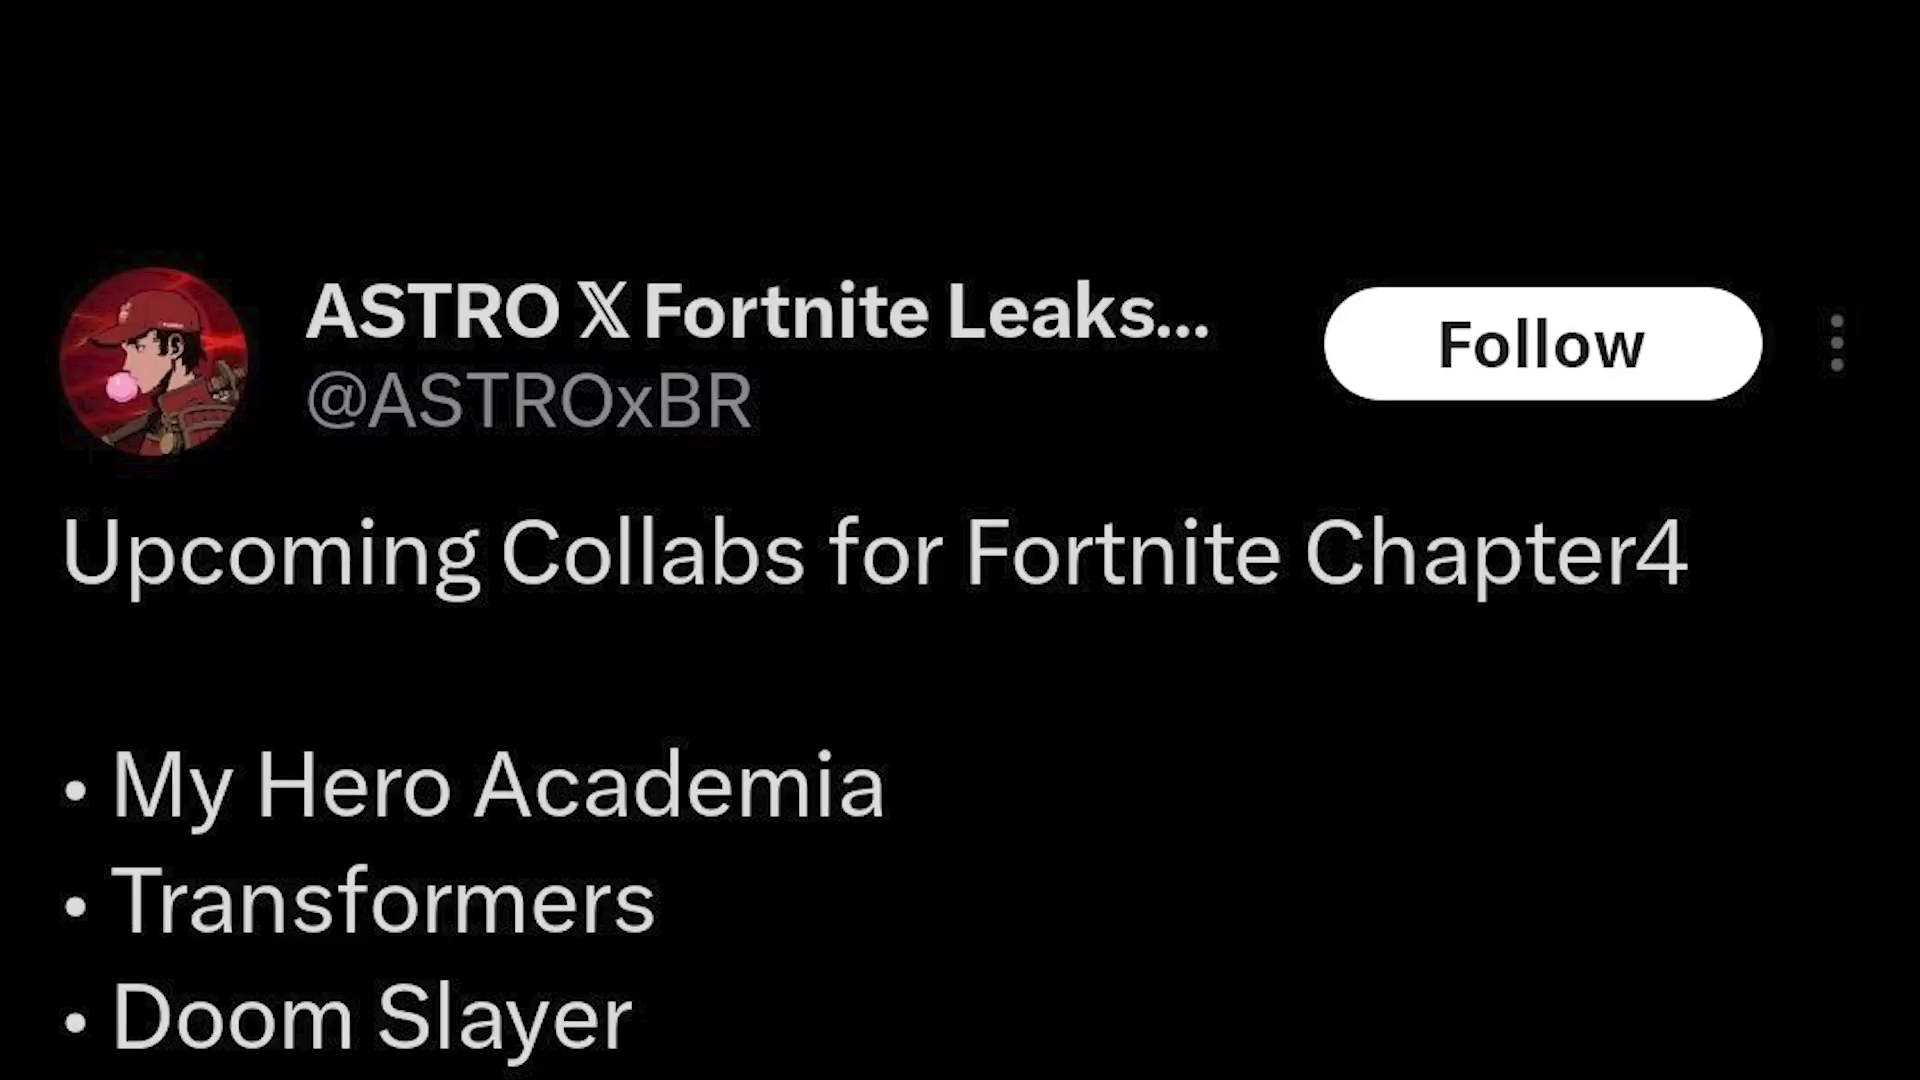 ASTRO 𝕏 Fortnite Leaks...
Follow
@ASTROxBR
Upcoming Collabs for Fortnite Chapter4
• My Hero Academia
• Transformers
• Doom Slayer